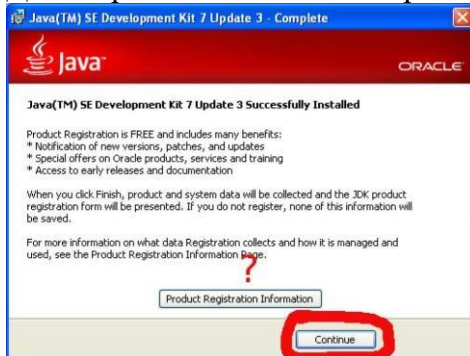 Java(TM) SE Development Kit 7 Update 3 - Complete
Java
ORACLE
Java(TM) SE Development Kit 7 Update 3 Successfully Installed
Product Registration is FREE and includes many benefits:
* Notification of new versions, patches, and updates
* Special offers on Oracle products, services and training
* Access to early releases and documentation
When you click Finish, product and system data will be collected and the JDK product
registration form will be presented. If you do not register, none of this information will
be saved.
For more information on what data Registration collects and how it is managed and
used, see the Product Registration Information Page.
?
Product Registration Information
Continue